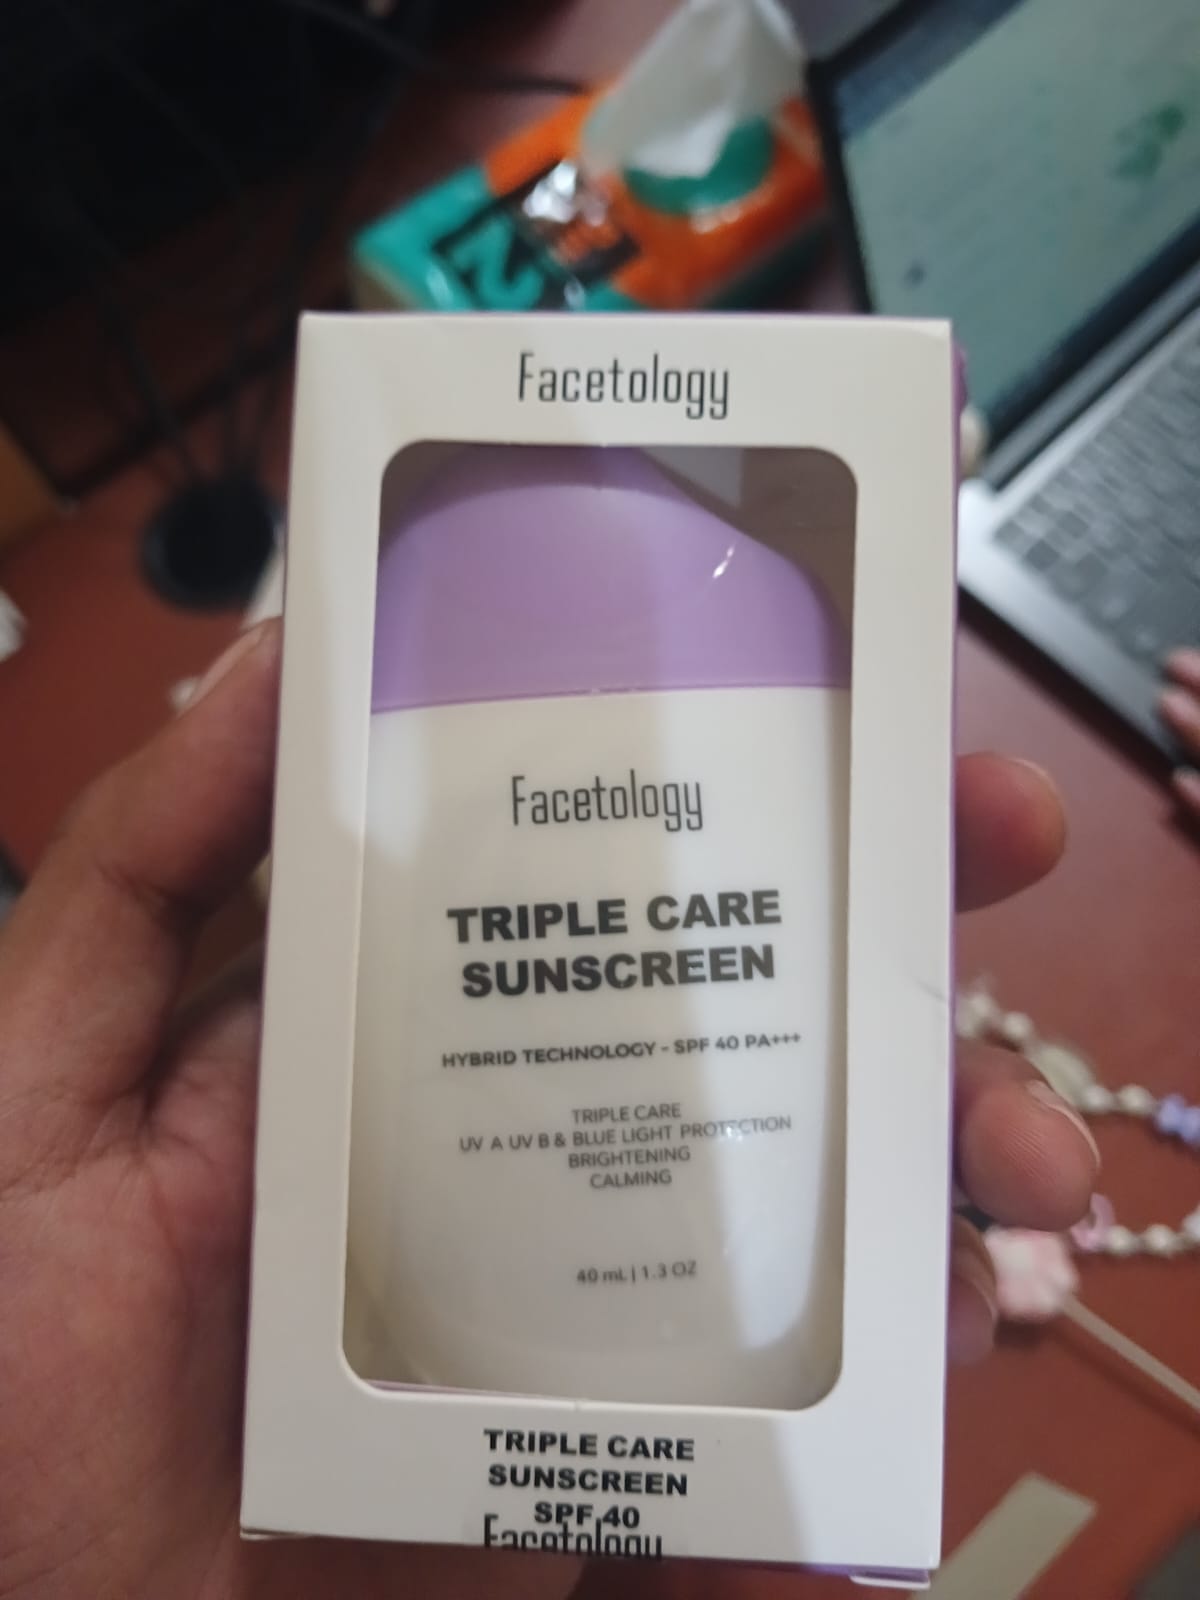 Facetology
Facetology
TRIPLE CARE
SUNSCREEN
HYBRID TECHNOLOGY - SPF 40 PA+++
TRIPLE CARE
UV A UV B & BLUE LIGHT PROTECTION
BRIGHTENING
CALMING
40 mL | 1.3 OZ
TRIPLE CARE
SUNSCREEN
SPF 40
Facetology